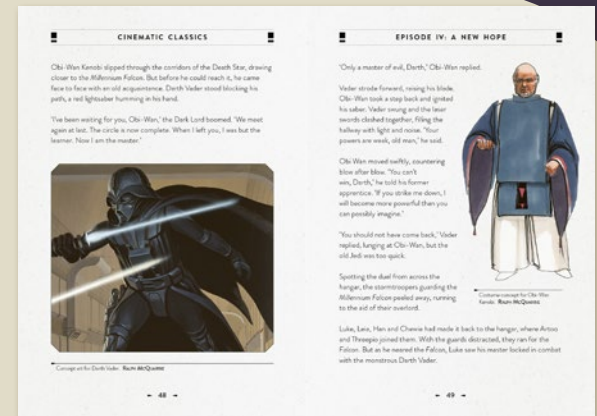 CINEMATIC CLASSICS
Obi-Wan Kenobi slipped through the corridors of the Death Star, drawing
closer to the Millennium Falcon. But before he could reach it, he came
face to face with an old acquaintance. Darth Vader stood blocking his
path, a red lightsaber humming in his hand.
'I've been waiting for you, Obi-Wan,' the Dark Lord boomed. 'We meet
again at last. The circle is now complete. When I left you, I was but the
learner. Now I am the master.'
Concept art for Darth Vader. RALPH MCQUARRIE
48
EPISODE IV: A NEW HOPE
'Only a master of evil, Darth,' Obi-Wan replied.
Vader strode forward, raising his blade.
Obi-Wan took a step back and ignited
his saber. Vader swung and the laser
swords clashed together, filling the
hallway with light and noise. 'Your
powers are weak, old man,' he said.
Obi Wan moved swiftly, countering
blow after blow. 'You can't
win, Darth,' he told his former
apprentice. 'If you strike me down, I
will become more powerful than you
can possibly imagine.'
'You should not have come back,' Vader
replied, lunging at Obi-Wan, but the
old Jedi was too quick.
Spotting the duel from across the
hangar, the stormtroopers guarding the
Millennium Falcon peeled away, running
to the aid of their overlord.
Costume concept for Obi-Wan
Kenobi. RALPH MCQUARRIE
Luke, Leia, Han and Chewie had made it back to the hangar, where Artoo
and Threepio joined them. With the guards distracted, they ran for the
Falcon. But as he neared the Falcon, Luke saw his master locked in combat
with the monstrous Darth Vader.
49